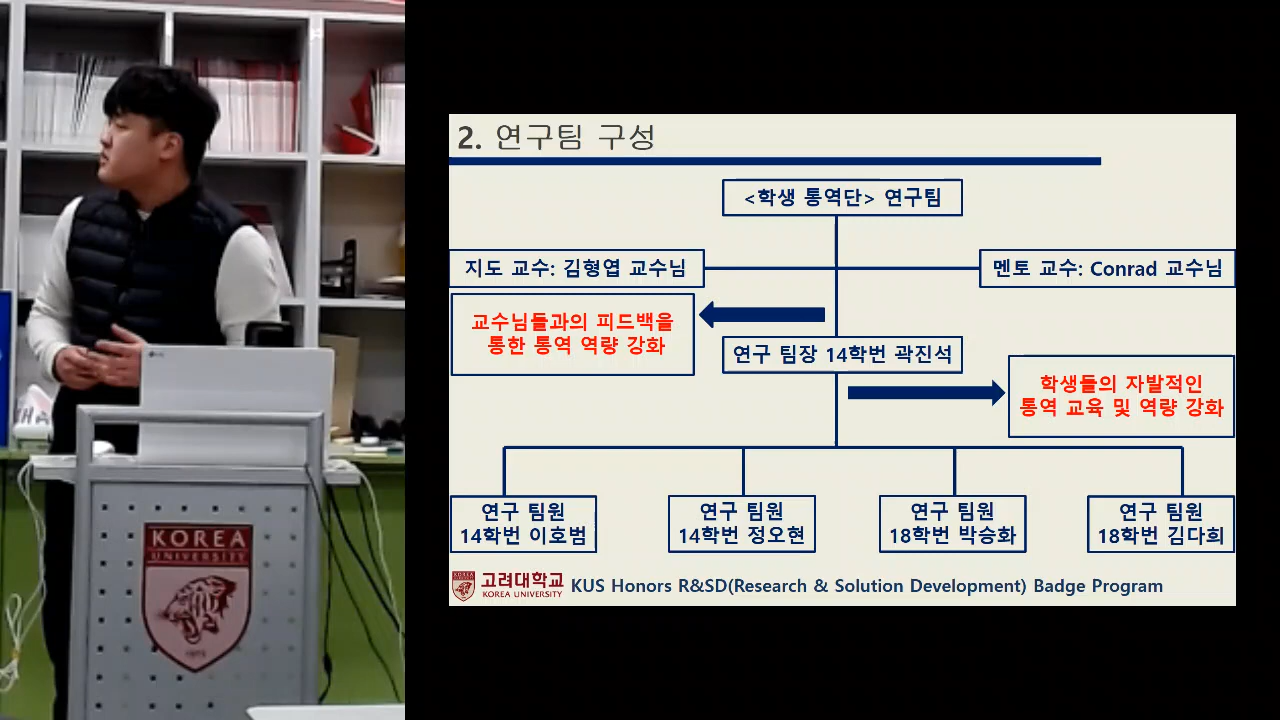 2. 연구팀 구성
<학생 통역단> 연구팀
지도 교수: 김형엽 교수님
멘토 교수: Conrad 교수님
교수님들과의 피드백을
통한 통역 역량 강화
연구 팀장 14학번 곽진석
학생들의 자발적인
통역 교육 및 역량 강화
연구 팀원
14학번 이호범
연구 팀원
14학번 정오현
연구 팀원
18학번 박승화
연구 팀원
18학번 김다희
고려대학교
KOREA UNIVERSITY
KUS Honors R&SD(Research & Solution Development) Badge Program
KOREA
UNIVERSITY